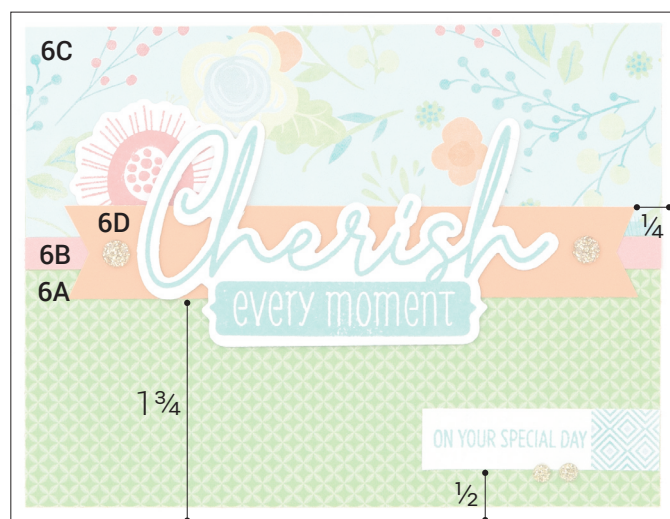 6C
Cherish
6D
¼
6B
6A
every moment
1¾
ON YOUR SPECIAL DAY
½